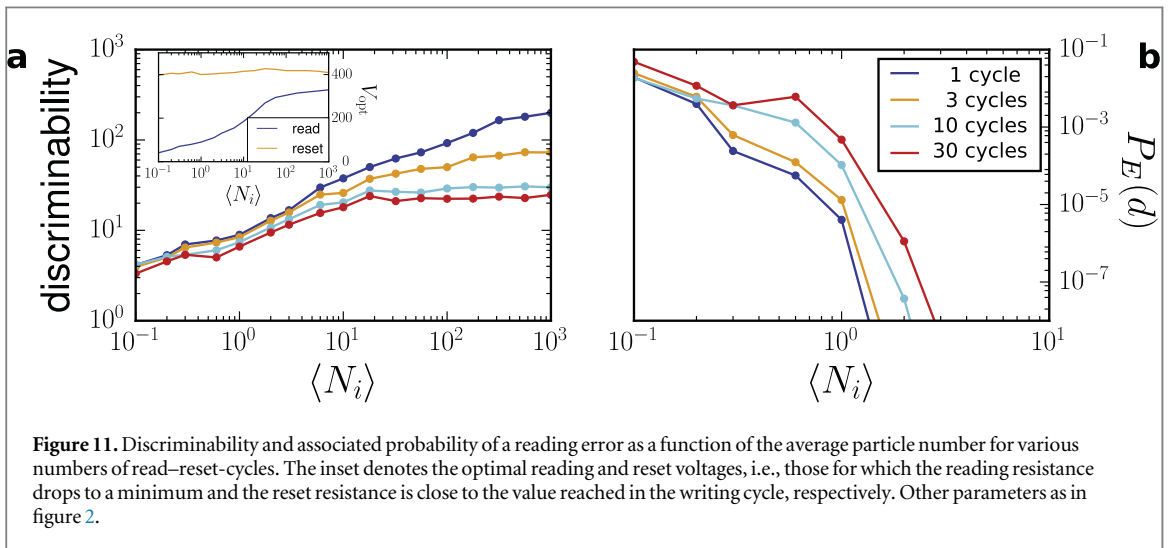 a
b
discriminability
10^3
10^2
10^1
10^0
10^{-1}
10^0
10^1
10^2
10^3
⟨N_i⟩
400
200
0
V_opt
10^{-1}
10^0
10^1
10^2
10^3
⟨N_i⟩
read
reset
1 cycle
3 cycles
10 cycles
30 cycles
10^{-1}
10^{-3}
10^{-5}
10^{-7}
P_E(d)
10^{-1}
10^0
10^1
⟨N_i⟩
Figure 11. Discriminability and associated probability of a reading error as a function of the average particle number for various
numbers of read–reset-cycles. The inset denotes the optimal reading and reset voltages, i.e., those for which the reading resistance
drops to a minimum and the reset resistance is close to the value reached in the writing cycle, respectively. Other parameters as in
figure 2.